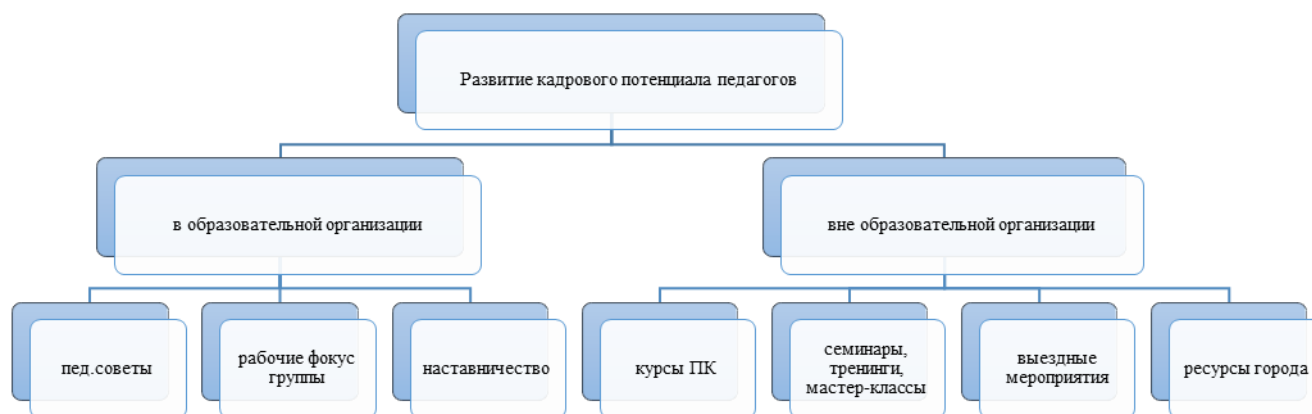 Развитие кадрового потенциала педагогов
в образовательной организации
вне образовательной организации
пед.советы
рабочие фокус
группы
наставничество
курсы ПК
семинары,
тренинги,
мастер-классы
выездные
мероприятия
ресурсы города